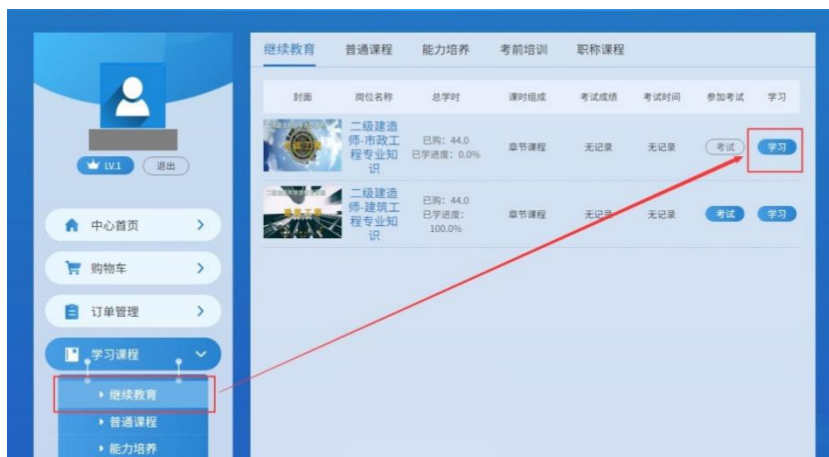 LV.1 退出
中心首页
购物车
订单管理
学习课程
继续教育
普通课程
能力培养
继续教育 普通课程 能力培养 考前培训 职称课程
封面 岗位名称 总学时 课时组成 考试成绩 考试时间 参加考试 学习
二级建造
师-市政工
程专业知
识
已购：44.0
已学进度：0.0%
章节课程 无记录 无记录 考试 学习
二级建造
师-建筑工
程专业知
识
已购：44.0
已学进度：
100.0%
章节课程 无记录 无记录 考试 学习